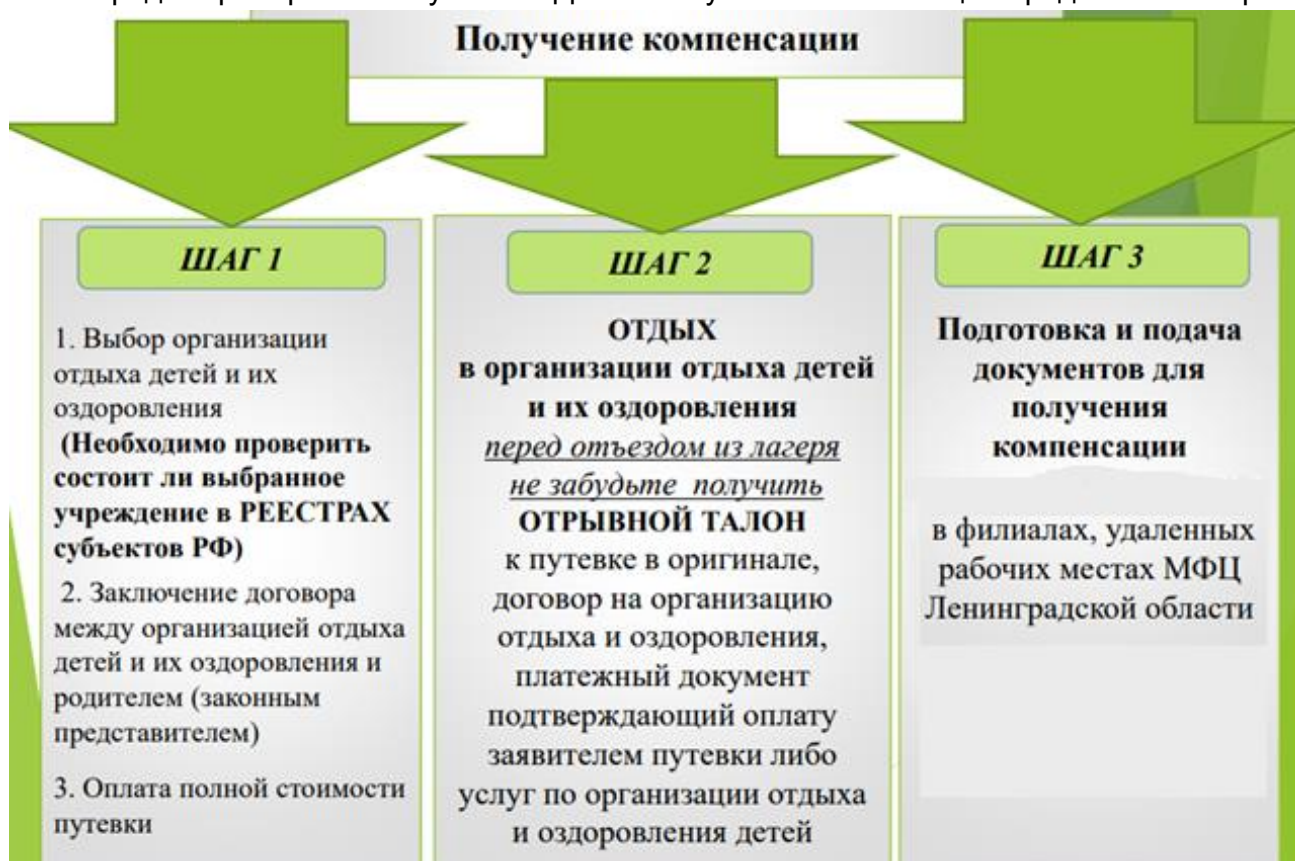 Получение компенсации
ШАГ 1
1. Выбор организации
отдыха детей и их
оздоровления
(Необходимо проверить
состоит ли выбранное
учреждение в РЕЕСТРАХ
субъектов РФ)
2. Заключение договора
между организацией отдыха
детей и их оздоровления и
родителем (законным
представителем)
3. Оплата полной стоимости
путевки
ШАГ 2
ОТДЫХ
в организации отдыха детей
и их оздоровления
перед отъездом из лагеря
не забудьте получить
ОТРЫВНОЙ ТАЛОН
к путевке в оригинале,
договор на организацию
отдыха и оздоровления,
платежный документ
подтверждающий оплату
заявителем путевки либо
услуг по организации отдыха
и оздоровления детей
ШАГ 3
Подготовка и подача
документов для
получения
компенсации
в филиалах, удаленных
рабочих местах МФЦ
Ленинградской области